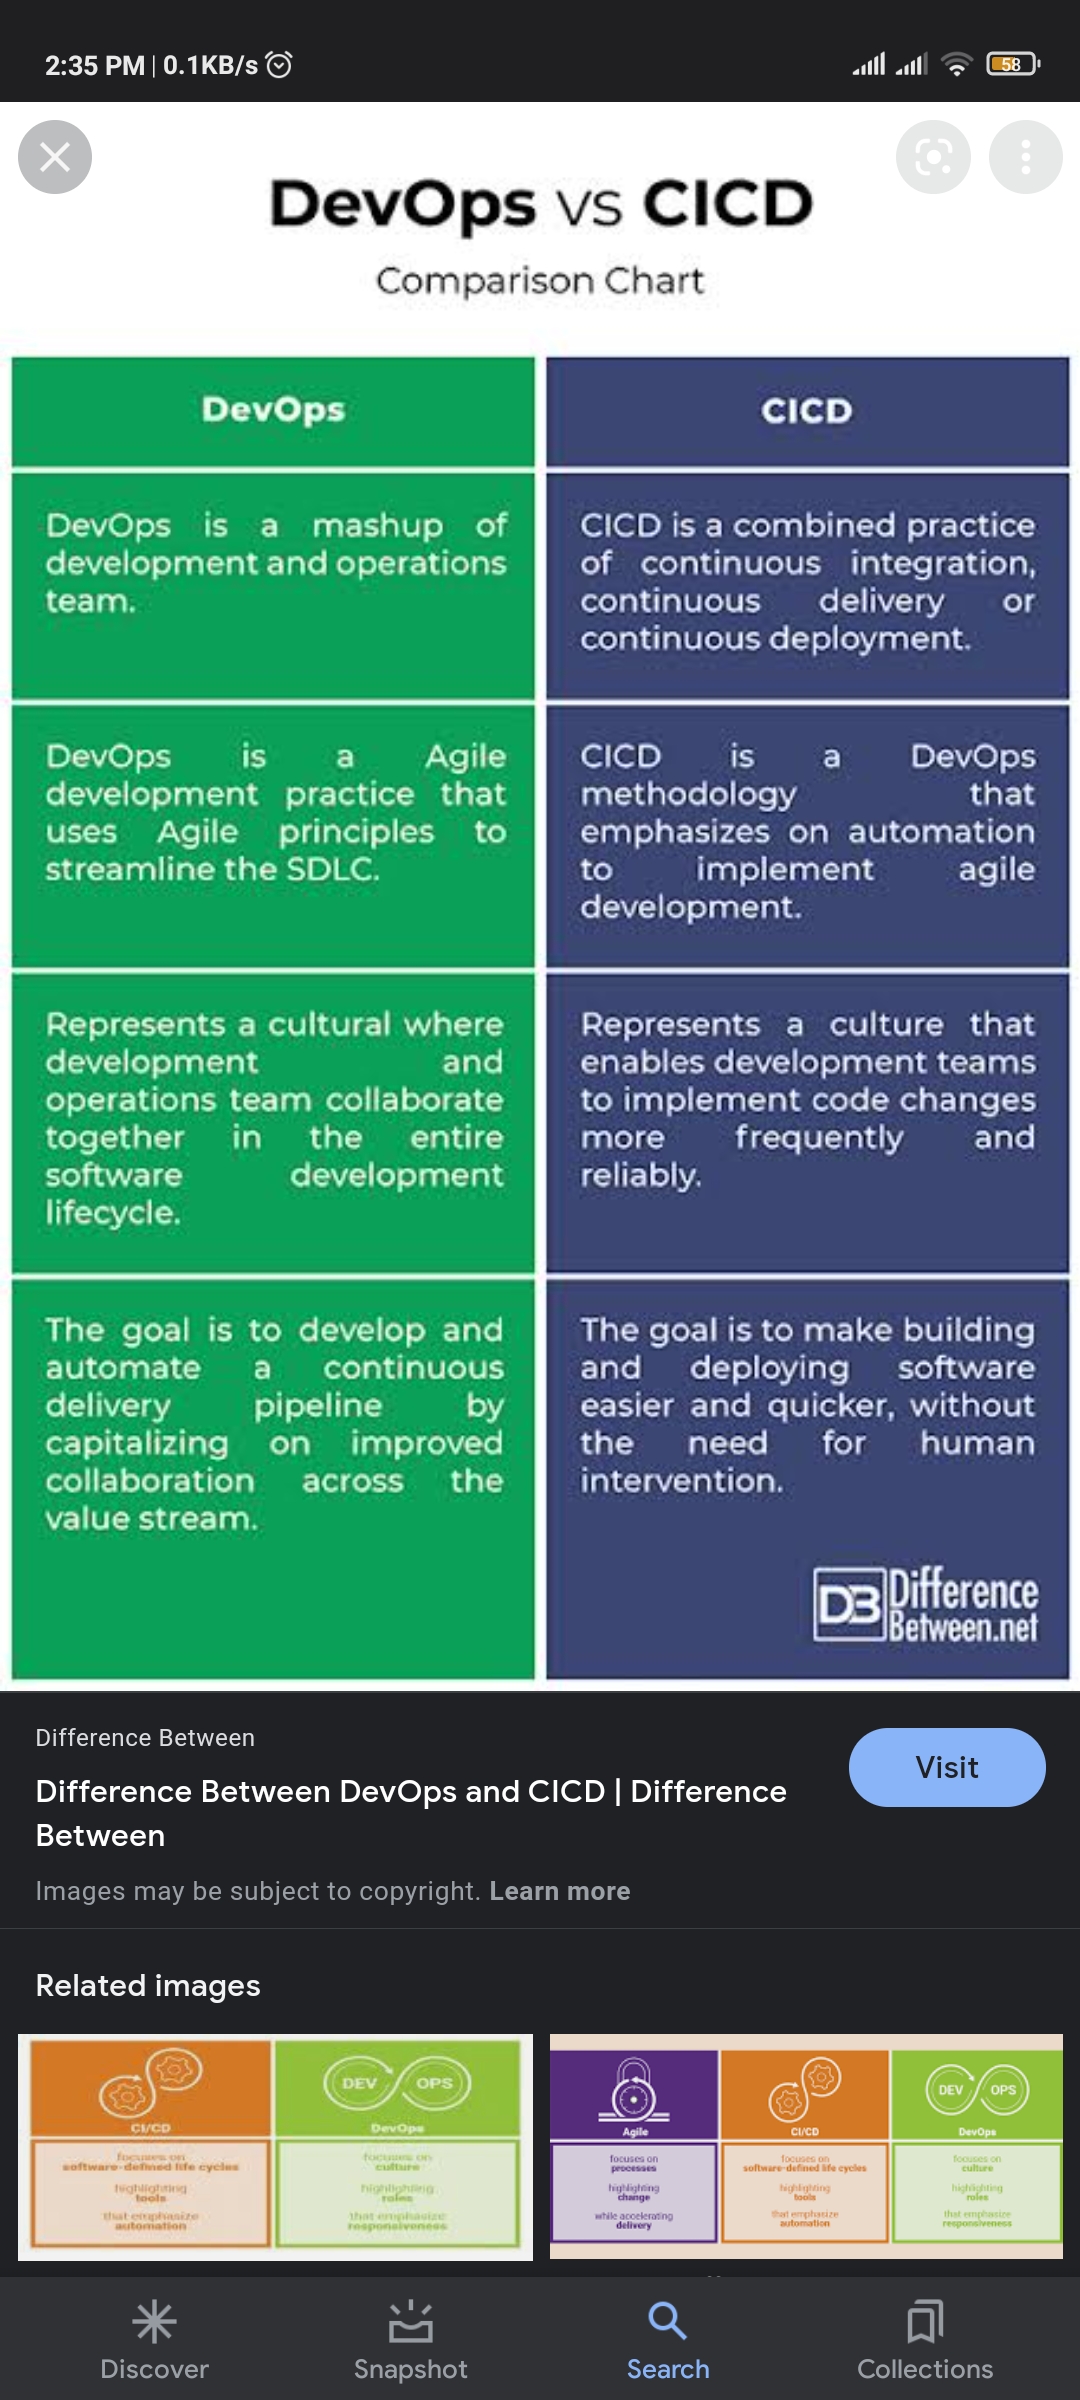 2:35 PM | 0.1KB/s
58
DevOps vs CICD
Comparison Chart
DevOps
CICD
DevOps is a mashup of
development and operations
team.
CICD is a combined practice
of continuous integration,
continuous delivery or
continuous deployment.
DevOps is a Agile
development practice that
uses Agile principles to
streamline the SDLC.
CICD is a DevOps
methodology that
emphasizes on automation
to implement agile
development.
Represents a cultural where
development and
operations team collaborate
together in the entire
software development
lifecycle.
Represents a culture that
enables development teams
to implement code changes
more frequently and
reliably.
The goal is to develop and
automate a continuous
delivery pipeline by
capitalizing on improved
collaboration across the
value stream.
The goal is to make building
and deploying software
easier and quicker, without
the need for human
intervention.
DB Difference
Between.net
Difference Between
Difference Between DevOps and CICD | Difference
Between
Visit
Images may be subject to copyright. Learn more
Related images
CI/CD
focuses on
software-defined life cycles
highlighting
tools
that emphasize
automation
DEV OPS
DevOps
focuses on
culture
highlighting
roles
that emphasize
responsiveness
Agile
focuses on
processes
highlighting
change
while accelerating
delivery
CI/CD
focuses on
software-defined life cycles
highlighting
tools
that emphasize
automation
DEV OPS
DevOps
focuses on
culture
highlighting
roles
that emphasize
responsiveness
Discover
Snapshot
Search
Collections